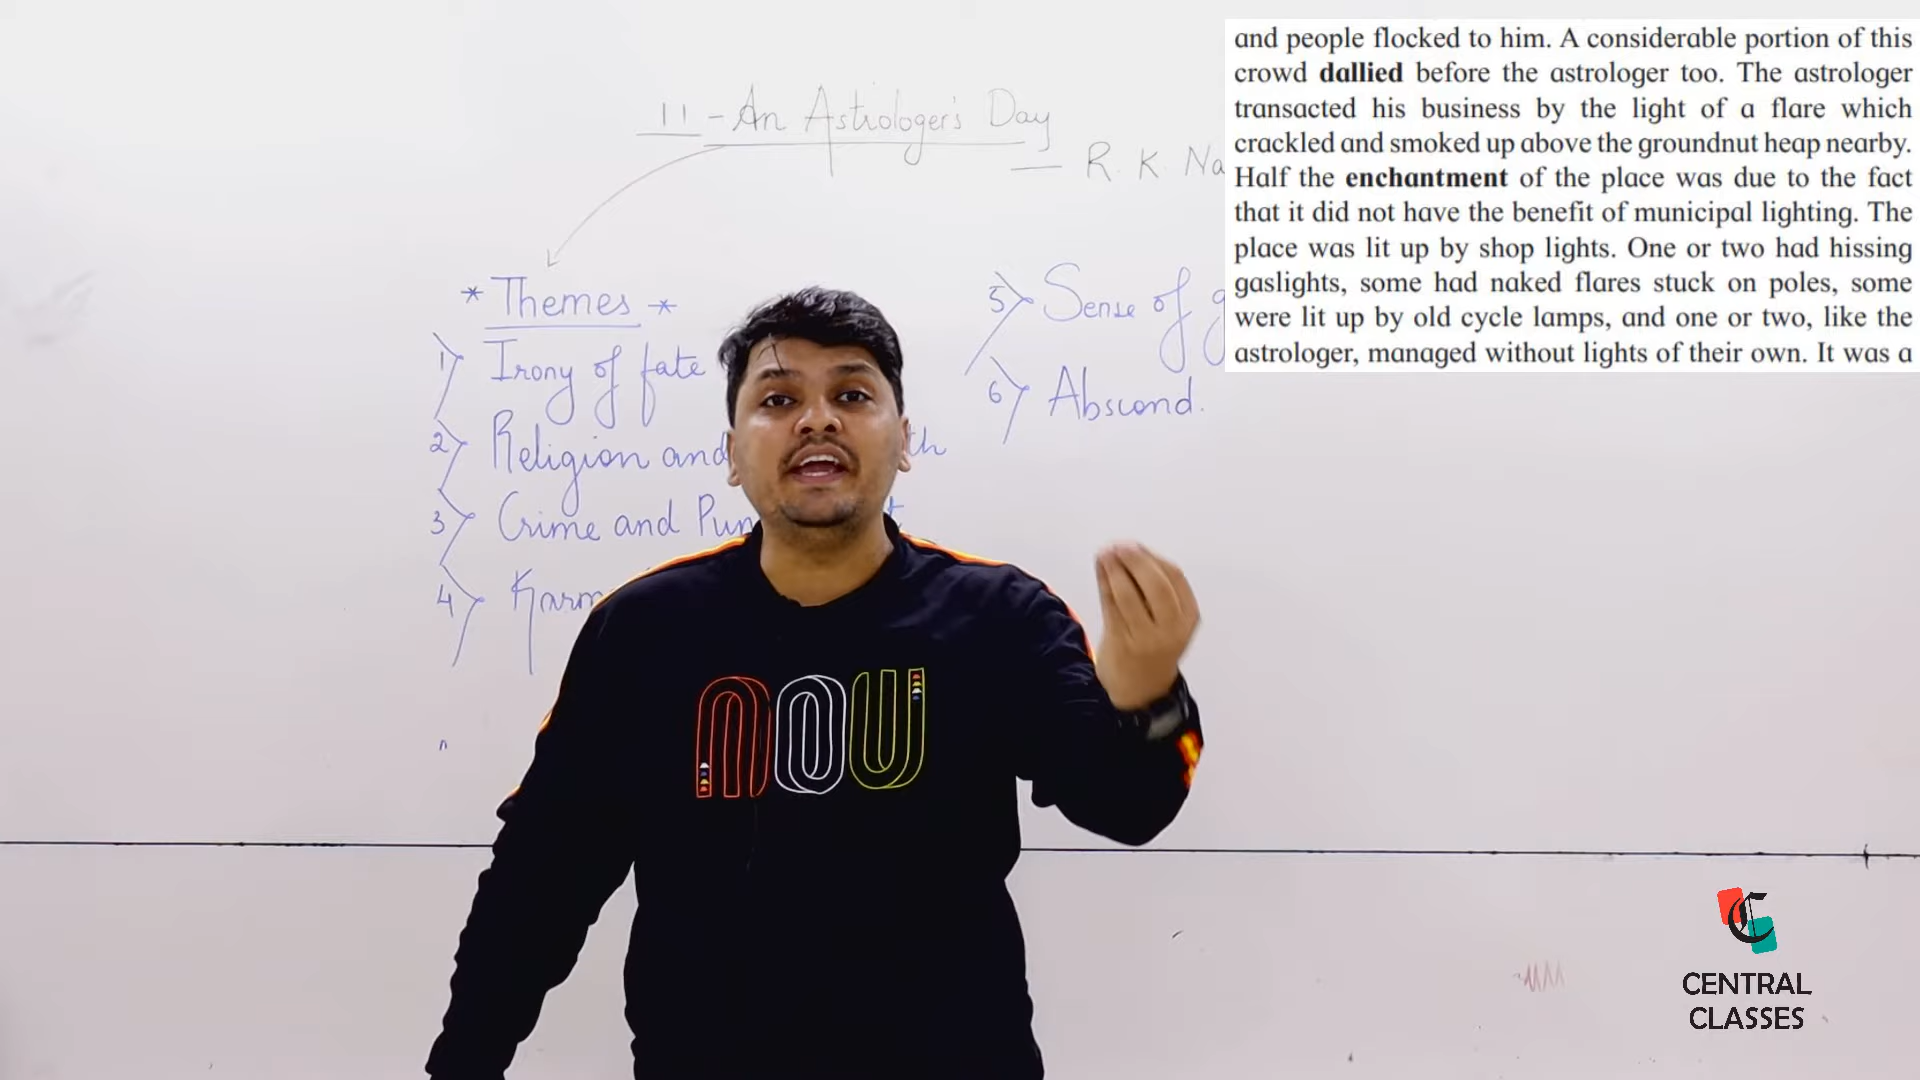 11 - An Astrologer's Day
— R. K. Na
* Themes *
1) Irony of fate
2) Religion and
th
3) Crime and Pun
t
4) Karm
5) Sense of g
6) Abscond.
and people flocked to him. A considerable portion of this
crowd dallied before the astrologer too. The astrologer
transacted his business by the light of a flare which
crackled and smoked up above the groundnut heap nearby.
Half the enchantment of the place was due to the fact
that it did not have the benefit of municipal lighting. The
place was lit up by shop lights. One or two had hissing
gaslights, some had naked flares stuck on poles, some
were lit up by old cycle lamps, and one or two, like the
astrologer, managed without lights of their own. It was a
NOU
CENTRAL
CLASSES